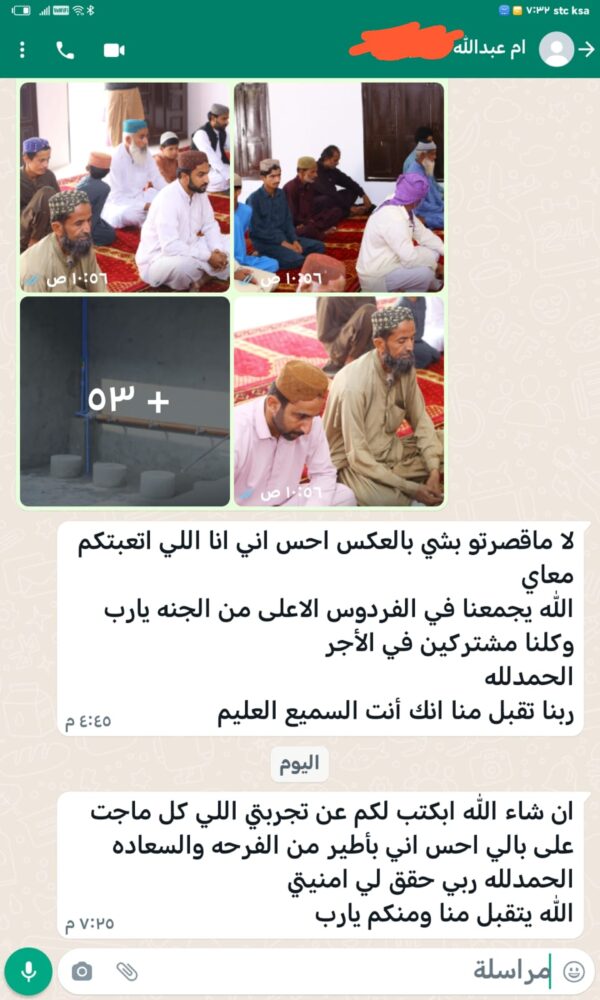 ٧:٣٢ stc ksa
ام عبدالله
١٠:٥٦ ص
١٠:٥٦ ص
+ ٥٣
١٠:٥٦ ص
لا ماقصرتو بشي بالعكس احس اني انا اللي اتعبتكم
معاي
الله يجمعنا في الفردوس الاعلى من الجنه يارب
وكلنا مشتركين في الأجر
الحمدلله
ربنا تقبل منا انك أنت السميع العليم
٤:٤٥ م
اليوم
ان شاء الله ابكتب لكم عن تجربتي اللي كل ماجت
على بالي احس اني بأطير من الفرحه والسعاده
الحمدلله ربي حقق لي امنيتي
الله يتقبل منا ومنكم يارب
٧:٢٥ م
مراسلة